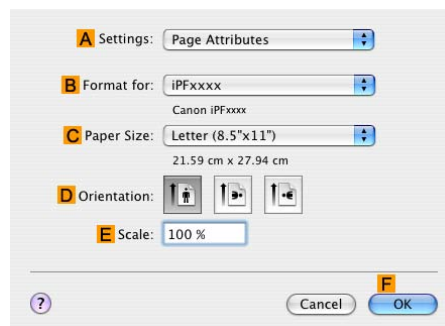 A Settings: Page Attributes
B Format for: iPFxxxx
Canon iPFxxxx
C Paper Size: Letter (8.5"x11")
21.59 cm x 27.94 cm
D Orientation:
E Scale: 100 %
F
? Cancel OK